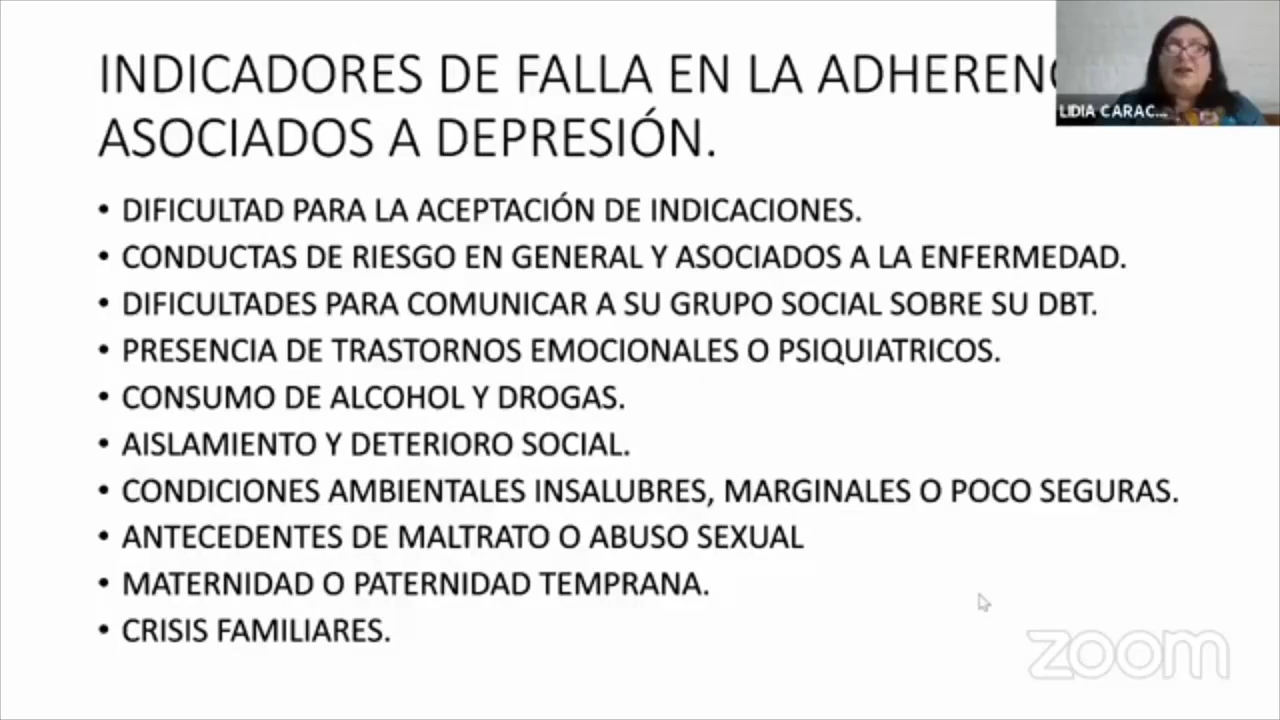 INDICADORES DE FALLA EN LA ADHERENC
ASOCIADOS A DEPRESIÓN.
LIDIA CARAC...
• DIFICULTAD PARA LA ACEPTACIÓN DE INDICACIONES.
• CONDUCTAS DE RIESGO EN GENERAL Y ASOCIADOS A LA ENFERMEDAD.
• DIFICULTADES PARA COMUNICAR A SU GRUPO SOCIAL SOBRE SU DBT.
• PRESENCIA DE TRASTORNOS EMOCIONALES O PSIQUIATRICOS.
• CONSUMO DE ALCOHOL Y DROGAS.
• AISLAMIENTO Y DETERIORO SOCIAL.
• CONDICIONES AMBIENTALES INSALUBRES, MARGINALES O POCO SEGURAS.
• ANTECEDENTES DE MALTRATO O ABUSO SEXUAL
• MATERNIDAD O PATERNIDAD TEMPRANA.
• CRISIS FAMILIARES.
zoom